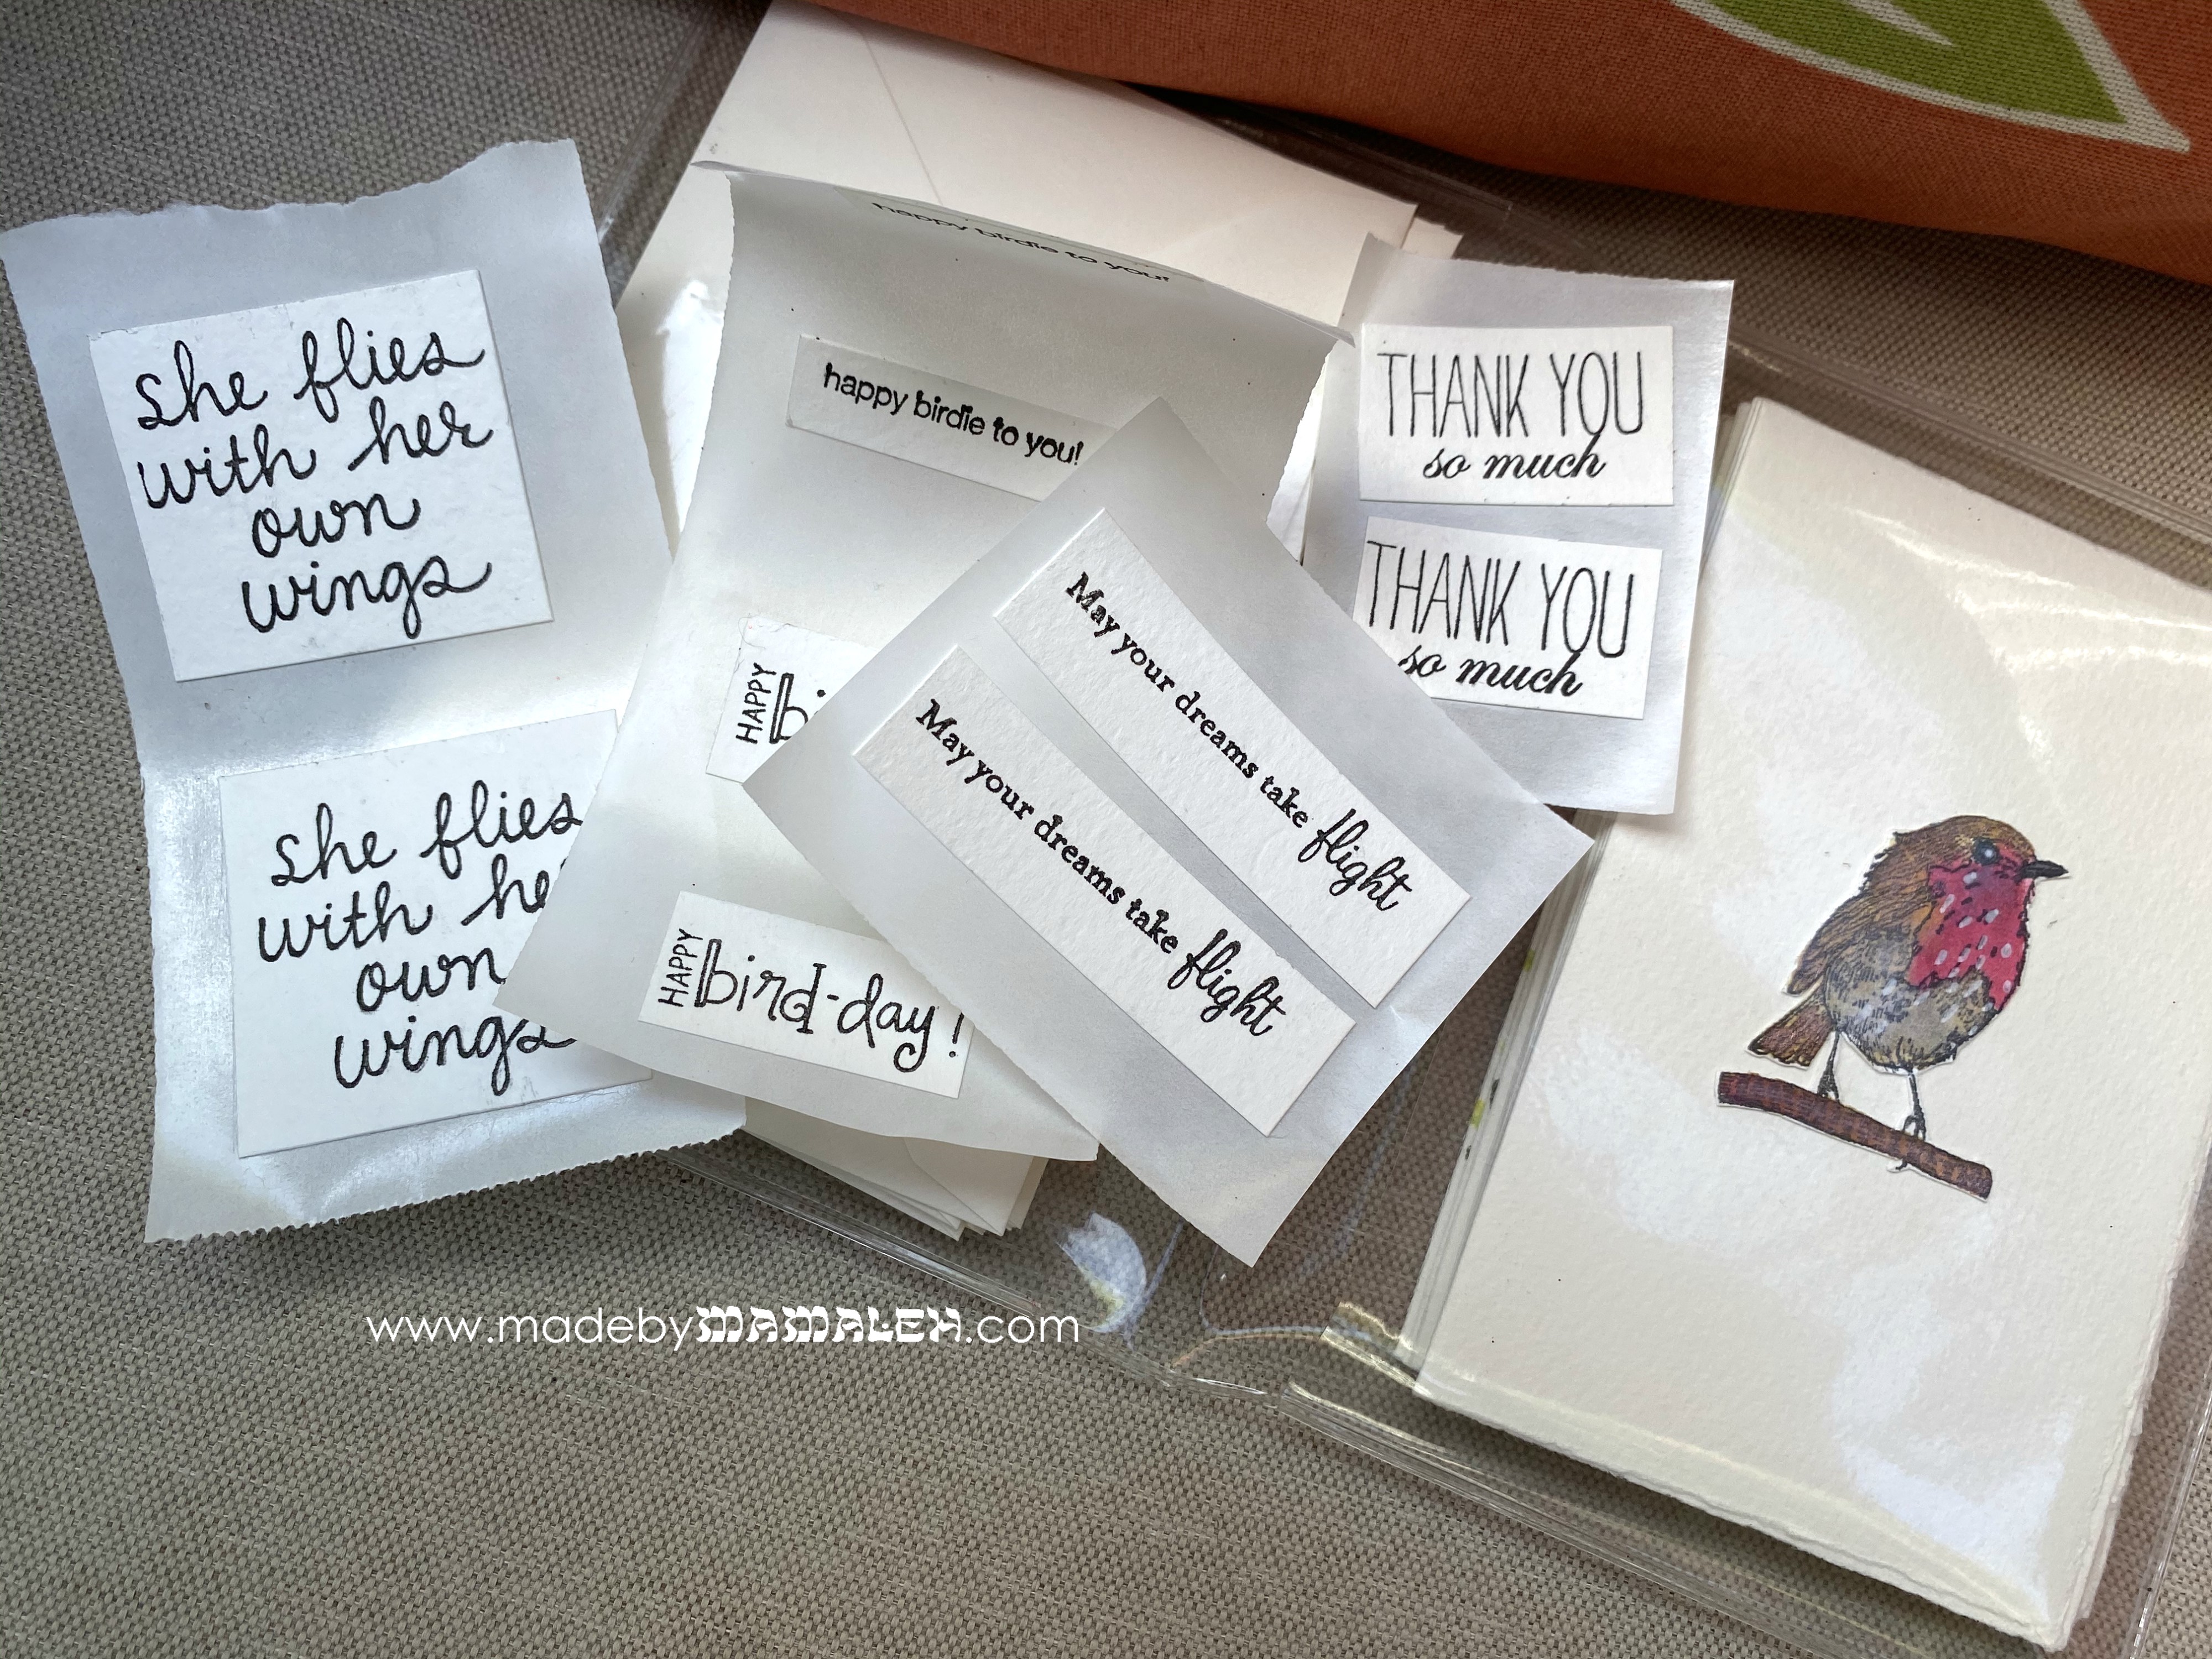 she flies
with her
own
wings
she flies
with he
own
wings
happy birdie to you!
happy birdie to you!
HAPPY
bi
HAPPY
bird-day!
May your dreams take flight
May your dreams take flight
THANK YOU
so much
THANK YOU
so much
www.madebyMAMALEH.com